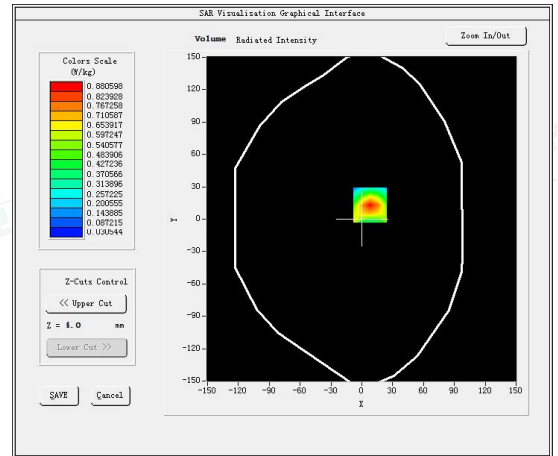 SAR Visualisation Graphical Interface
Volume Radiated Intensity
Zoom In/Out
Colors Scale
(W/kg)
0.880598
0.823928
0.767258
0.710587
0.653917
0.597247
0.540577
0.483906
0.427236
0.370566
0.313896
0.257225
0.200555
0.143885
0.087215
0.030544
Z-Cuts Control
<< Upper Cut
Z = 4.0 mm
Lower Cut >>
SAVE Cancel
150
120
90
60
30
0
-30
-60
-90
-120
-150
Y
-150 -120 -90 -60 -30 0 30 60 90 120 150
X